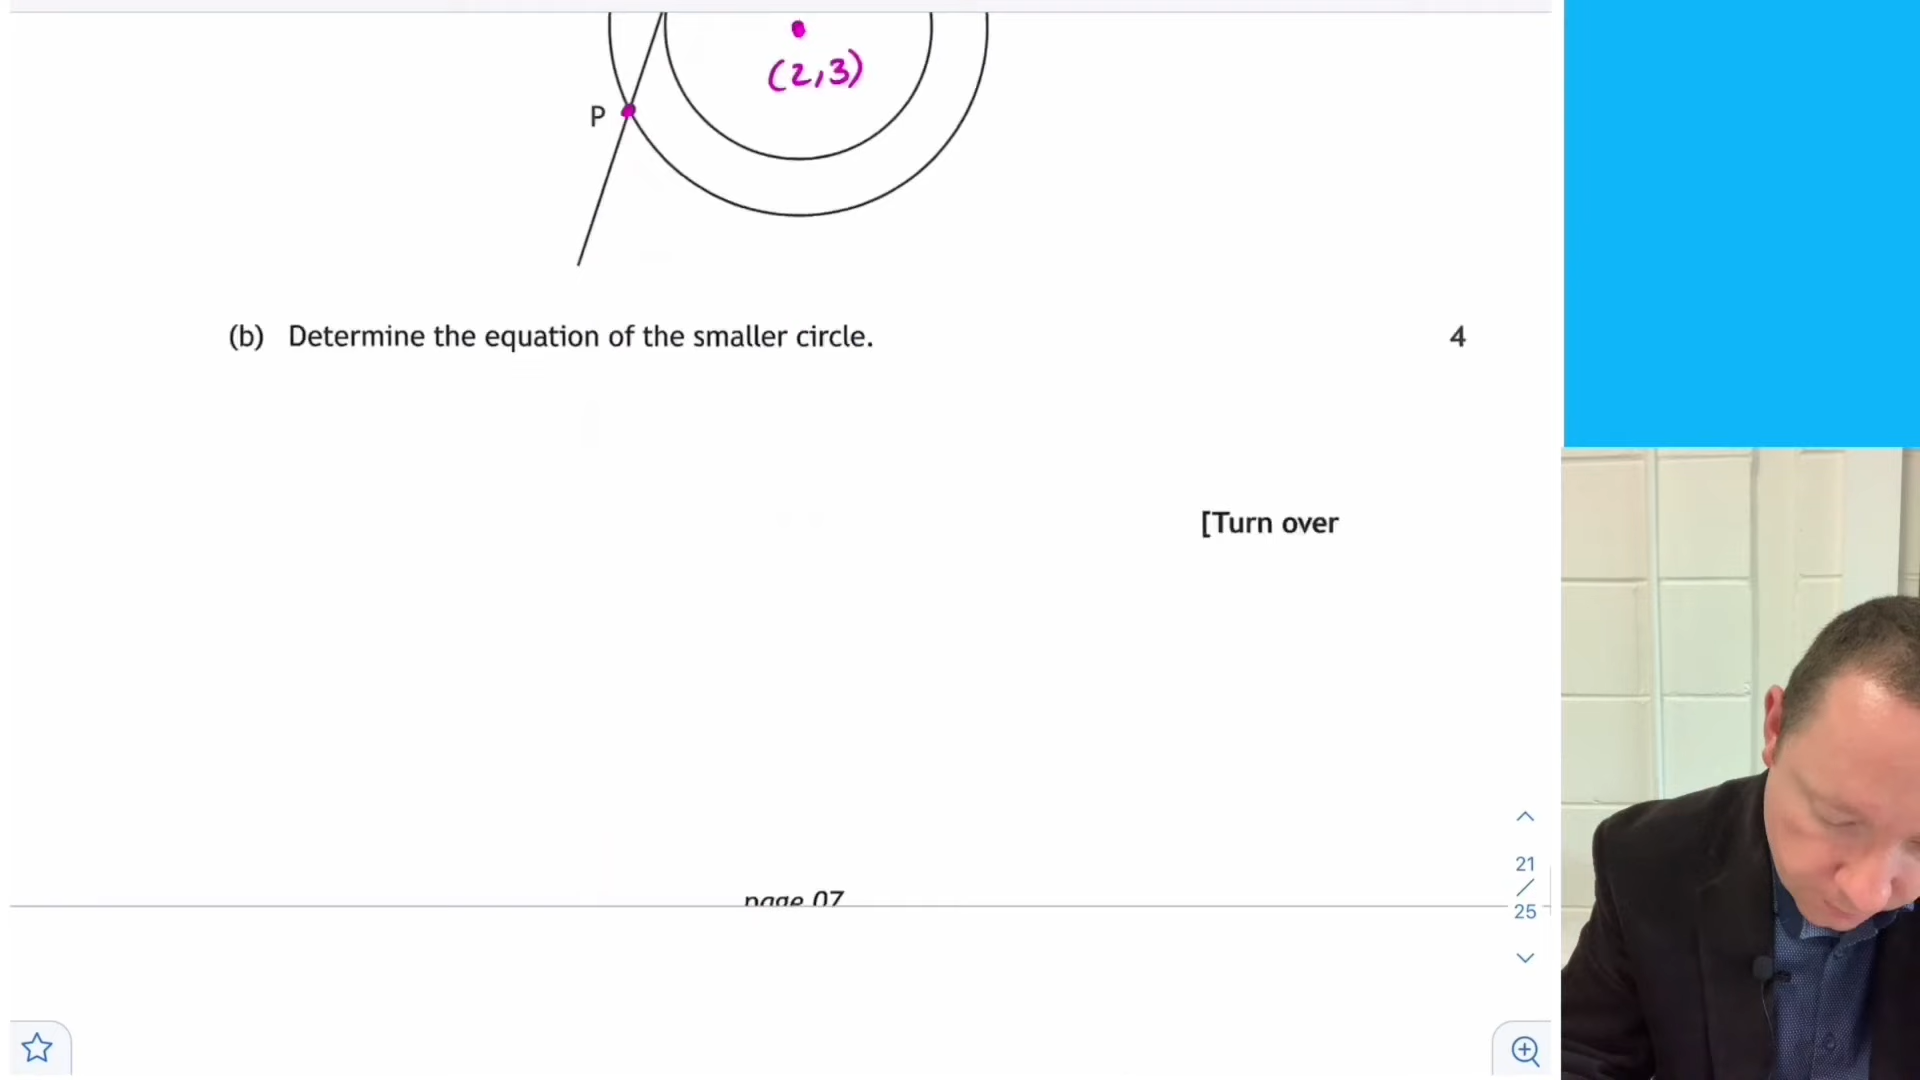 (2,3)
P
(b) Determine the equation of the smaller circle. 4
[Turn over
21
/
25
page 07